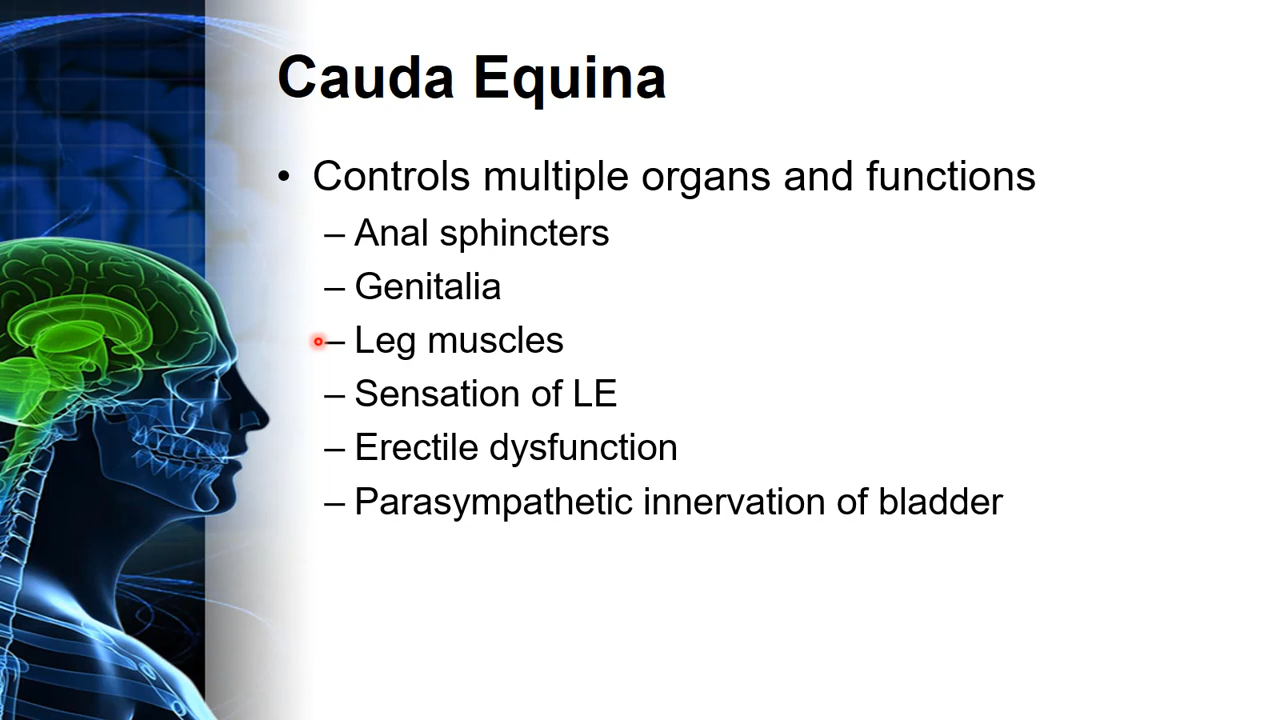 Cauda Equina
• Controls multiple organs and functions
– Anal sphincters
– Genitalia
– Leg muscles
– Sensation of LE
– Erectile dysfunction
– Parasympathetic innervation of bladder